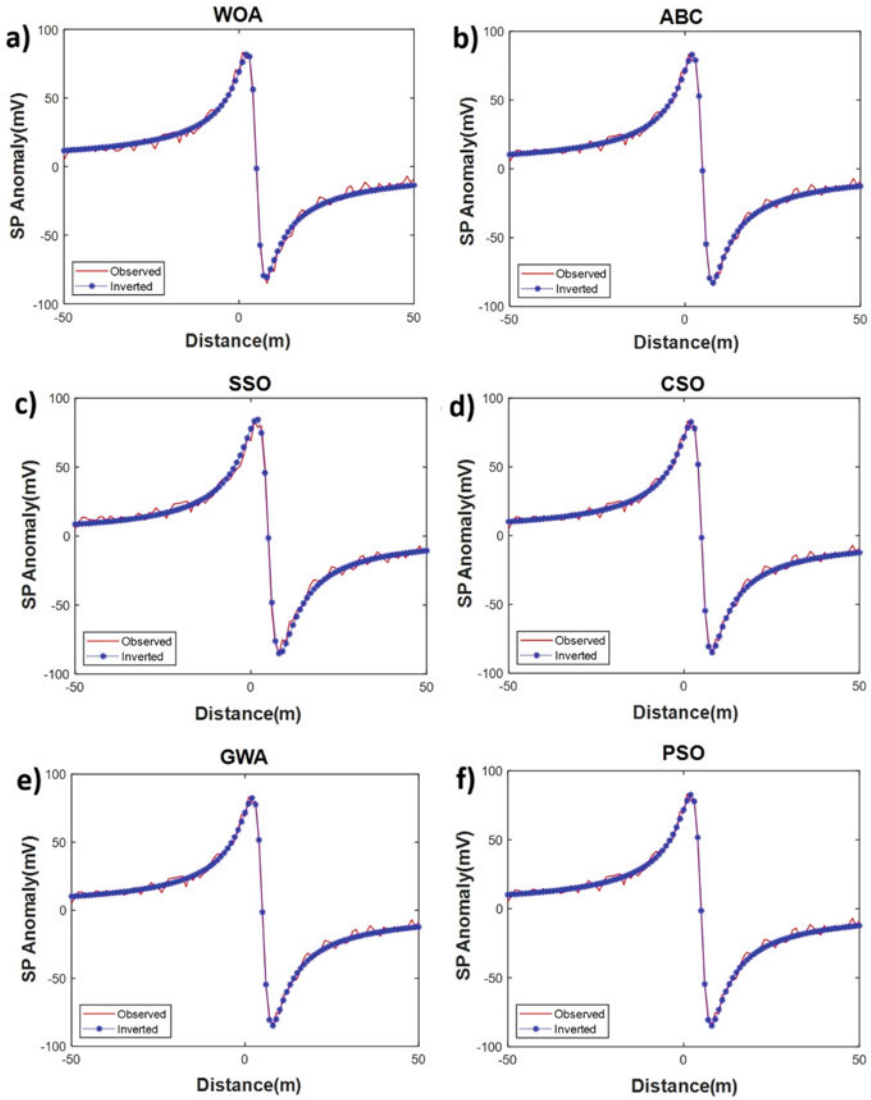 a)
WOA
SP Anomaly(mV)
100
50
0
-50
-100
Observed
Inverted
-50
0
50
Distance(m)
b)
ABC
SP Anomaly(mV)
100
50
0
-50
-100
Observed
Inverted
-50
0
50
Distance(m)
c)
SSO
SP Anomaly(mV)
100
50
0
-50
-100
Observed
Inverted
-50
0
50
Distance(m)
d)
CSO
SP Anomaly(mV)
100
50
0
-50
-100
Observed
Inverted
-50
0
50
Distance(m)
e)
GWA
SP Anomaly(mV)
100
50
0
-50
-100
Observed
Inverted
-50
0
50
Distance(m)
f)
PSO
SP Anomaly(mV)
100
50
0
-50
-100
Observed
Inverted
-50
0
50
Distance(m)